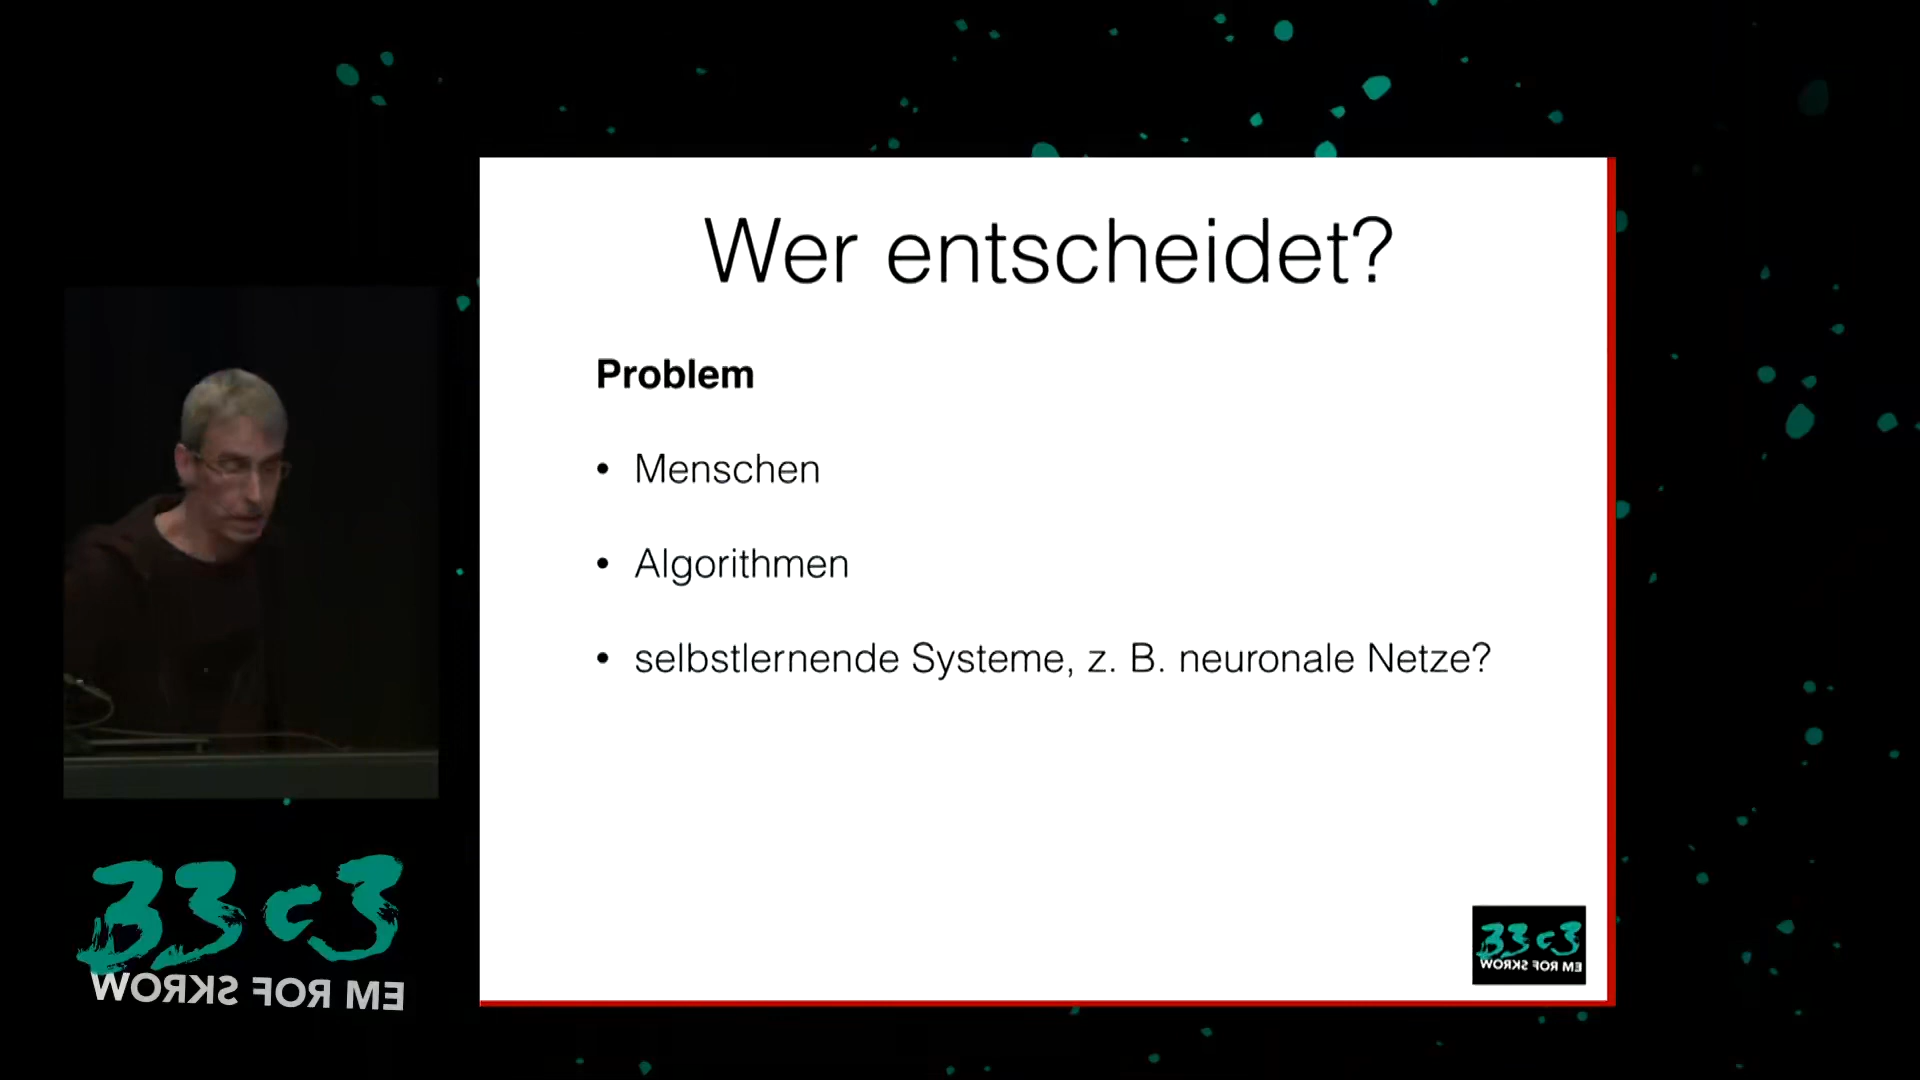 Wer entscheidet?
Problem
• Menschen
• Algorithmen
• selbstlernende Systeme, z. B. neuronale Netze?
33c3
WORKS FOR ME
33c3
WORKS FOR ME